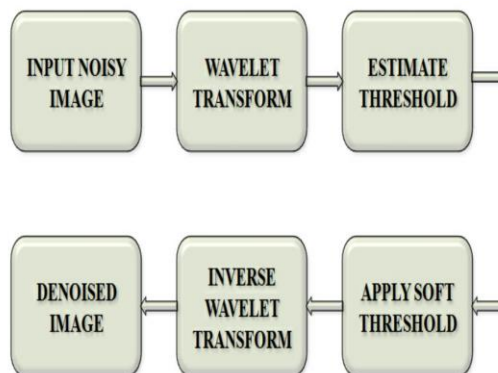 INPUT NOISY
IMAGE
WAVELET
TRANSFORM
ESTIMATE
THRESHOLD
APPLY SOFT
THRESHOLD
INVERSE
WAVELET
TRANSFORM
DENOISED
IMAGE